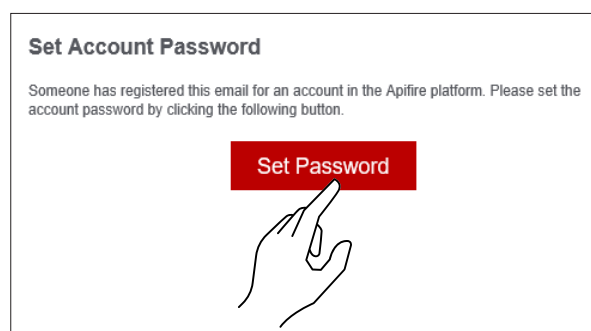 Set Account Password
Someone has registered this email for an account in the Apifire platform. Please set the
account password by clicking the following button.
Set Password